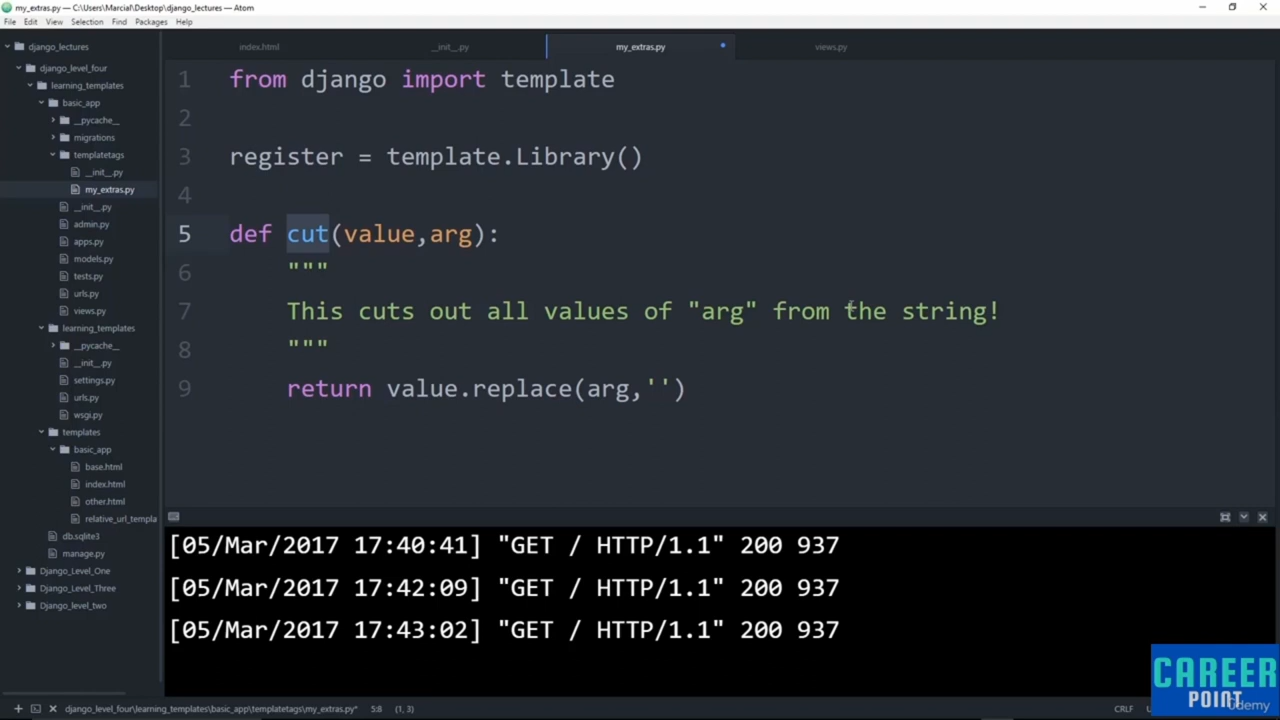 my_extras.py — C:\Users\Marcial\Desktop\django_lectures — Atom
File Edit View Selection Find Packages Help
django_lectures
django_level_four
learning_templates
basic_app
__pycache__
migrations
templatetags
__init__.py
my_extras.py
__init__.py
admin.py
apps.py
models.py
tests.py
urls.py
views.py
learning_templates
__pycache__
__init__.py
settings.py
urls.py
wsgi.py
templates
basic_app
base.html
index.html
other.html
relative_url_templa
db.sqlite3
manage.py
Django_Level_One
Django_Level_Three
Django_level_two
index.html __init__.py my_extras.py views.py
1 from django import template
2
3 register = template.Library()
4
5 def cut(value,arg):
6 """
7 This cuts out all values of "arg" from the string!
8 """
9 return value.replace(arg,'')
[05/Mar/2017 17:40:41] "GET / HTTP/1.1" 200 937
[05/Mar/2017 17:42:09] "GET / HTTP/1.1" 200 937
[05/Mar/2017 17:43:02] "GET / HTTP/1.1" 200 937
django_level_four\learning_templates\basic_app\templatetags\my_extras.py* 5:8 (1, 3) CRLF
CAREER
POINT
Udemy